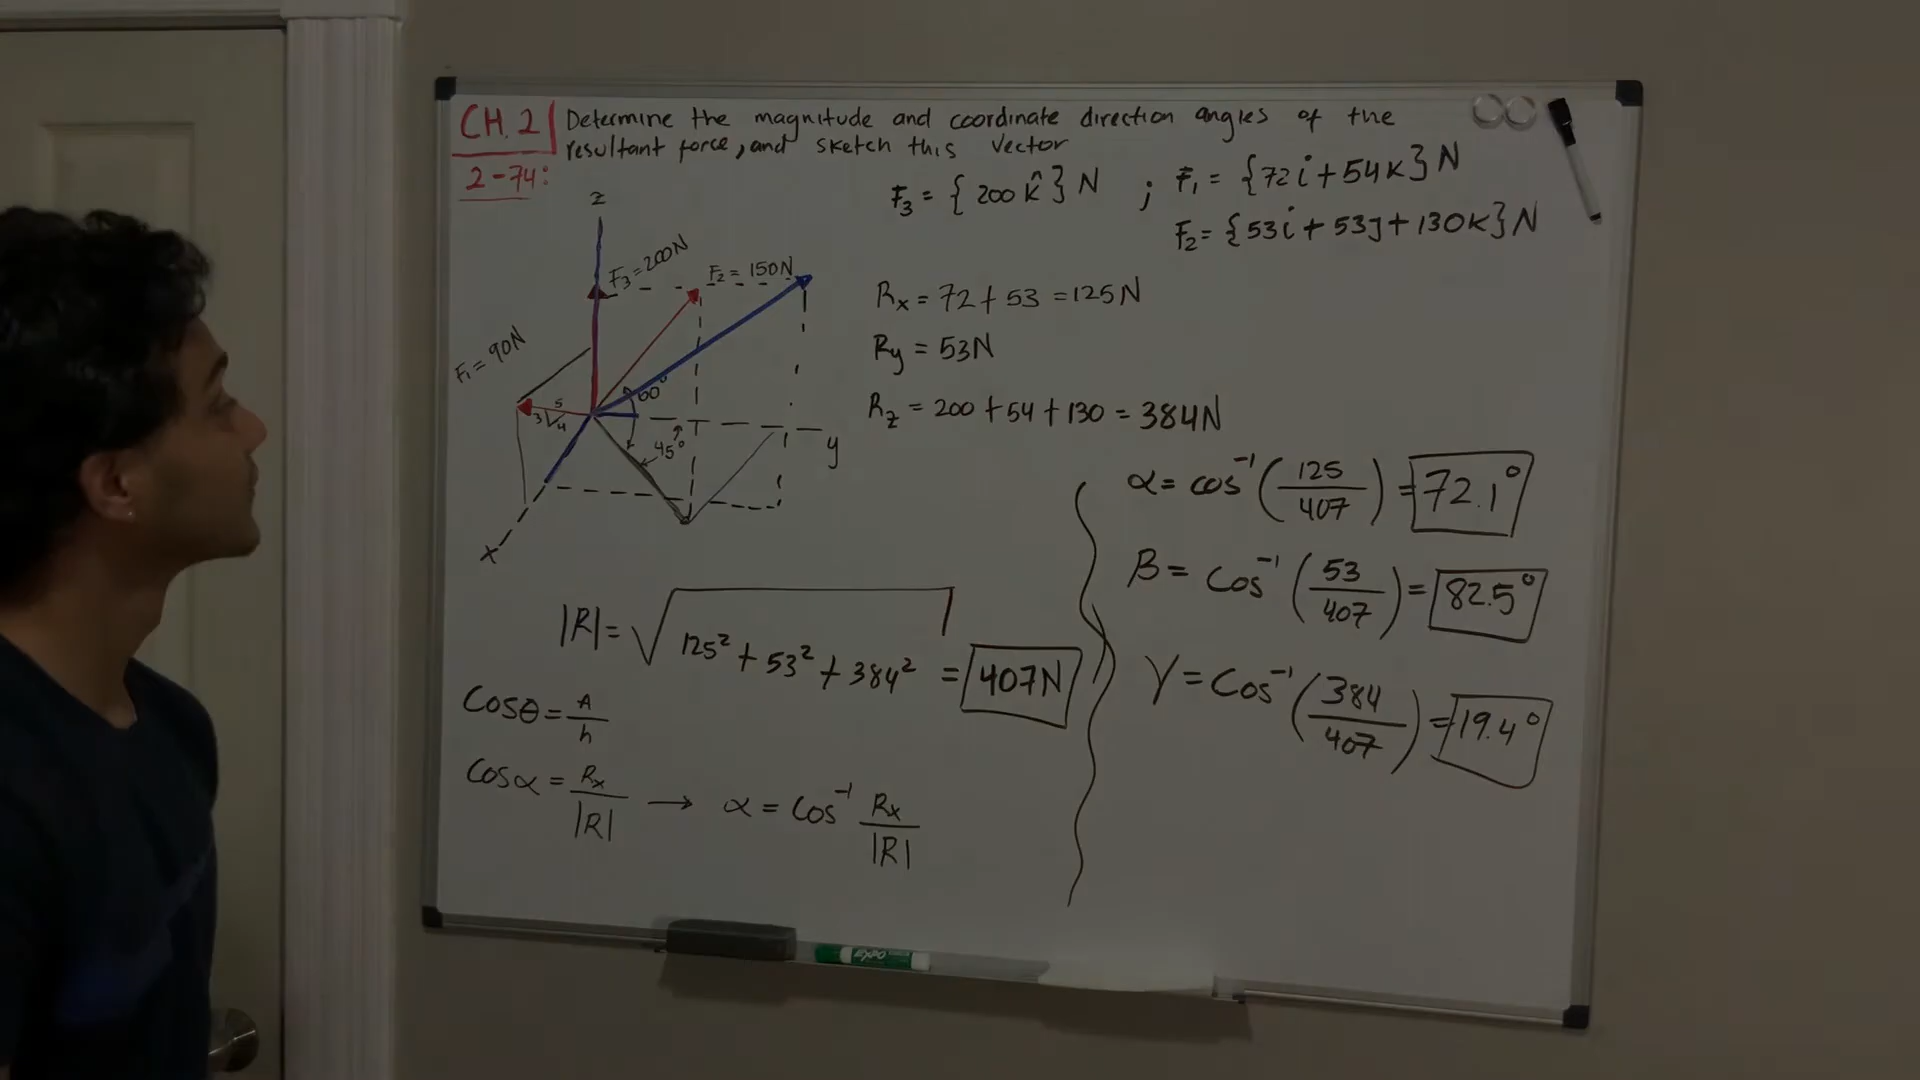 CH. 2
2-74:
Determine the magnitude and coordinate direction angles of the
resultant force, and sketch this vector
F₃ = { 200 k̂ } N ; F₁ = {72i + 54k} N
F₂ = {53i + 53j + 130k} N
z
F₃ = 200N
F₂ = 150N
F₁ = 90N
5
3
4
60°
45°
y
x
Rx = 72 + 53 = 125N
Ry = 53N
Rz = 200 + 54 + 130 = 384N
|R| = √125² + 53² + 384² = 407N
Cosθ = A/h
Cosα = Rx/|R| → α = Cos⁻¹ Rx/|R|
α = cos⁻¹ (125/407) = 72.1°
β = Cos⁻¹ (53/407) = 82.5°
γ = Cos⁻¹ (384/407) = 19.4°
EXPO